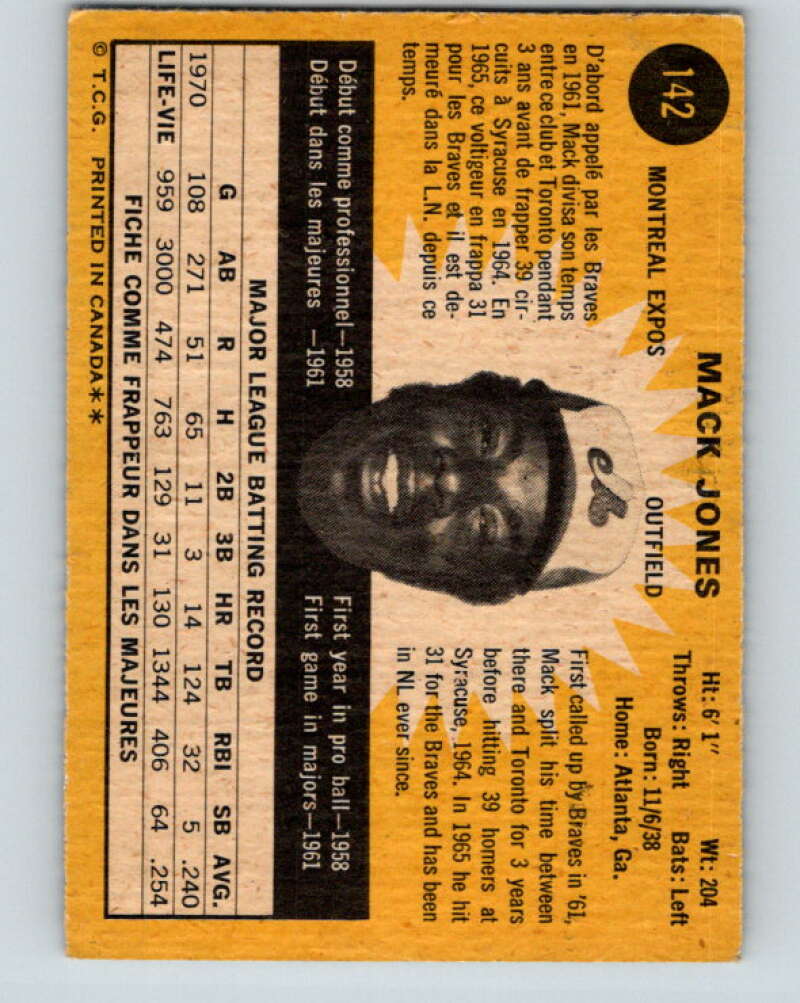 142
MACK JONES
MONTREAL EXPOS
OUTFIELD
Ht: 6' 1" Wt: 204
Throws: Right Bats: Left
Born: 11/6/38
Home: Atlanta, Ga.
D'abord appelé par les Braves
en 1961, Mack divisa son temps
entre ce club et Toronto pendant
3 ans avant de frapper 39 cir-
cuits à Syracuse en 1964. En
1965, ce voltigeur en frappa 31
pour les Braves et il est de-
meuré dans la L.N. depuis ce
temps.
First called up by Braves in '61,
Mack split his time between
there and Toronto for 3 years
before hitting 39 homers at
Syracuse, 1964. In 1965 he hit
31 for the Braves and has been
in NL ever since.
Début comme professionnel—1958
Début dans les majeures —1961
First year in pro ball—1958
First game in majors—1961
MAJOR LEAGUE BATTING RECORD
G AB R H 2B 3B HR TB RBI SB AVG.
1970 108 271 51 65 11 3 14 124 32 5 .240
LIFE-VIE 959 3000 474 763 129 31 130 1344 406 64 .254
FICHE COMME FRAPPEUR DANS LES MAJEURES
© T.C.G. PRINTED IN CANADA**